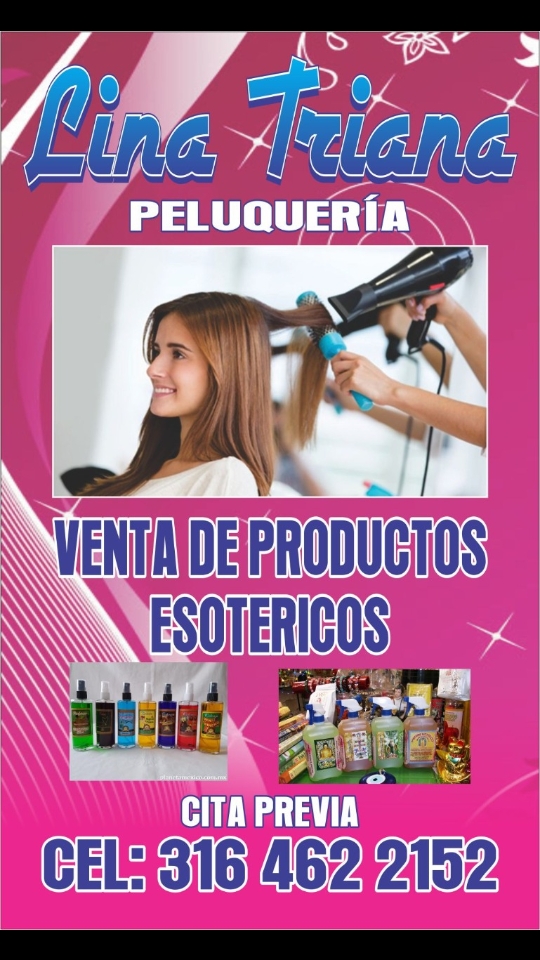 Lina Triana
PELUQUERÍA
VENTA DE PRODUCTOS
ESOTERICOS
CITA PREVIA
CEL: 316 462 2152